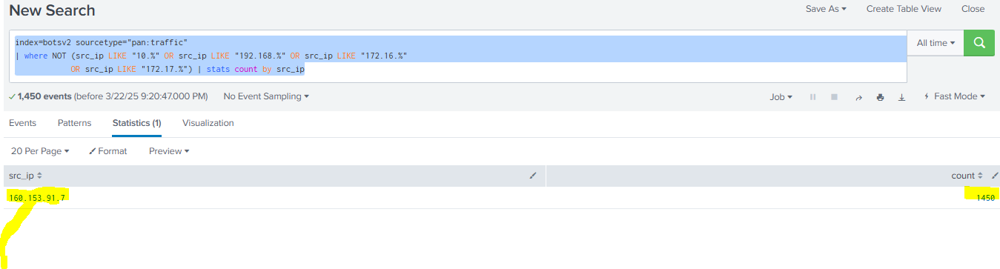 New Search
Save As Create Table View Close
index=botsv2 sourcetype="pan:traffic"
| where NOT (src_ip LIKE "10.%" OR src_ip LIKE "192.168.%" OR src_ip LIKE "172.16.%"
OR src_ip LIKE "172.17.%") | stats count by src_ip
All time
1,450 events (before 3/22/25 9:20:47.000 PM) No Event Sampling
Job Fast Mode
Events Patterns Statistics (1) Visualization
20 Per Page Format Preview
src_ip count
160.153.91.7 1450